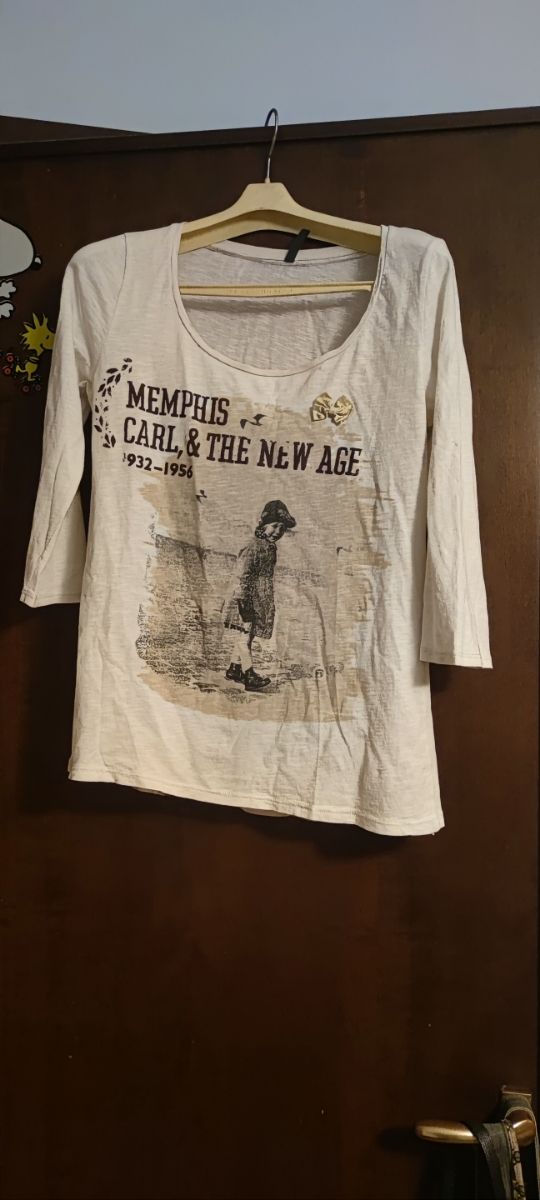 MEMPHIS
CARL, & THE NEW AGE
1932–1956